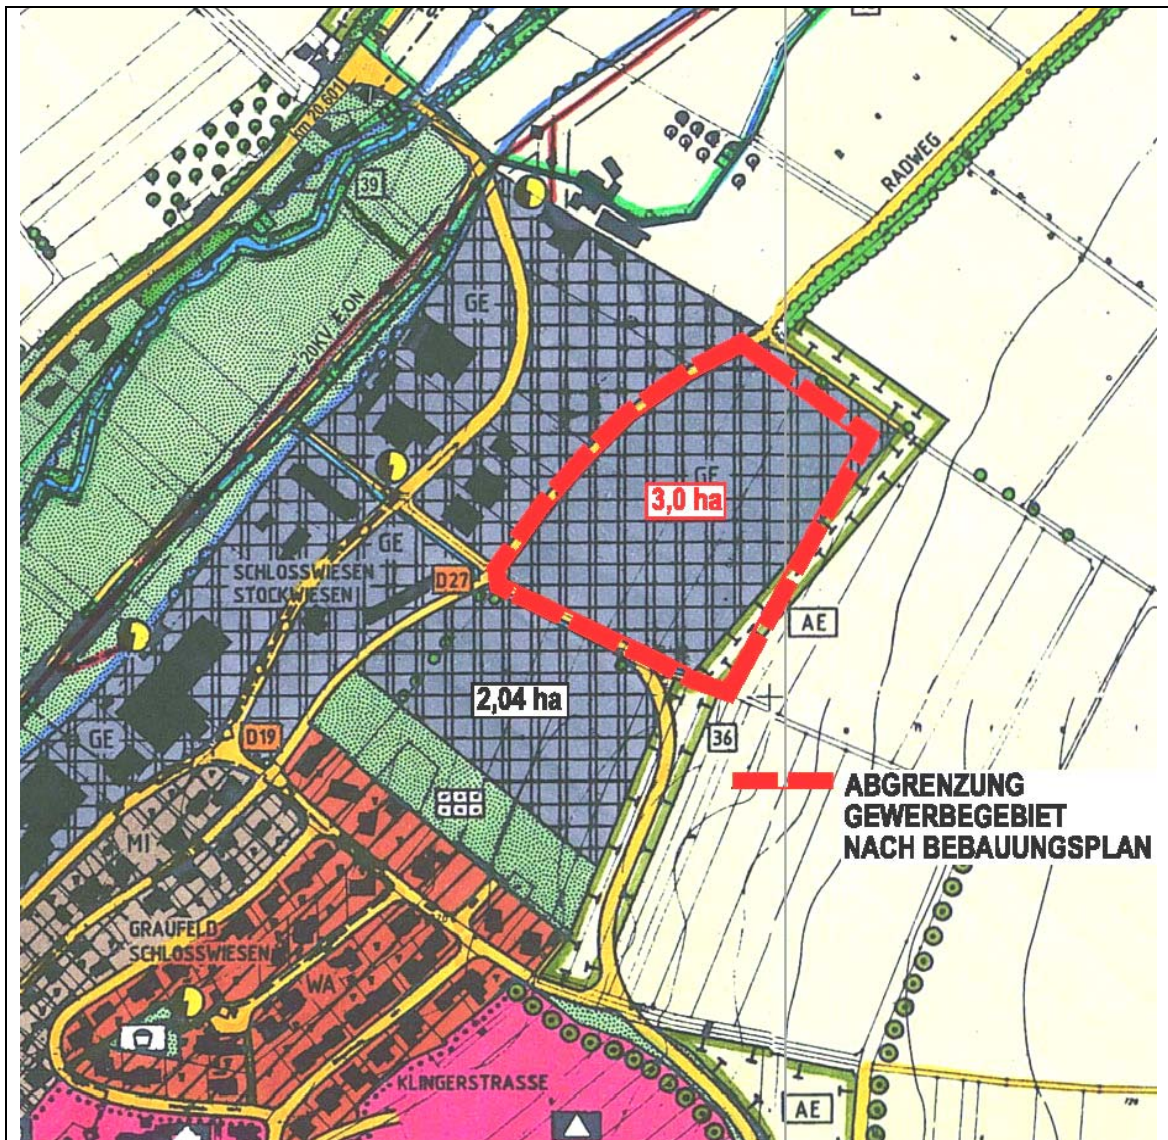 km 20,601
39
RADWEG
GE
20KV E.ON
GE
3,0 ha
GE
SCHLOSSWIESEN
STOCKWIESEN
D27
AE
2,04 ha
GE
D19
36
ABGRENZUNG
GEWERBEGEBIET
NACH BEBAUUNGSPLAN
MI
GRAUFELD
SCHLOSSWIESEN
WA
KLINGERSTRASSE
AE